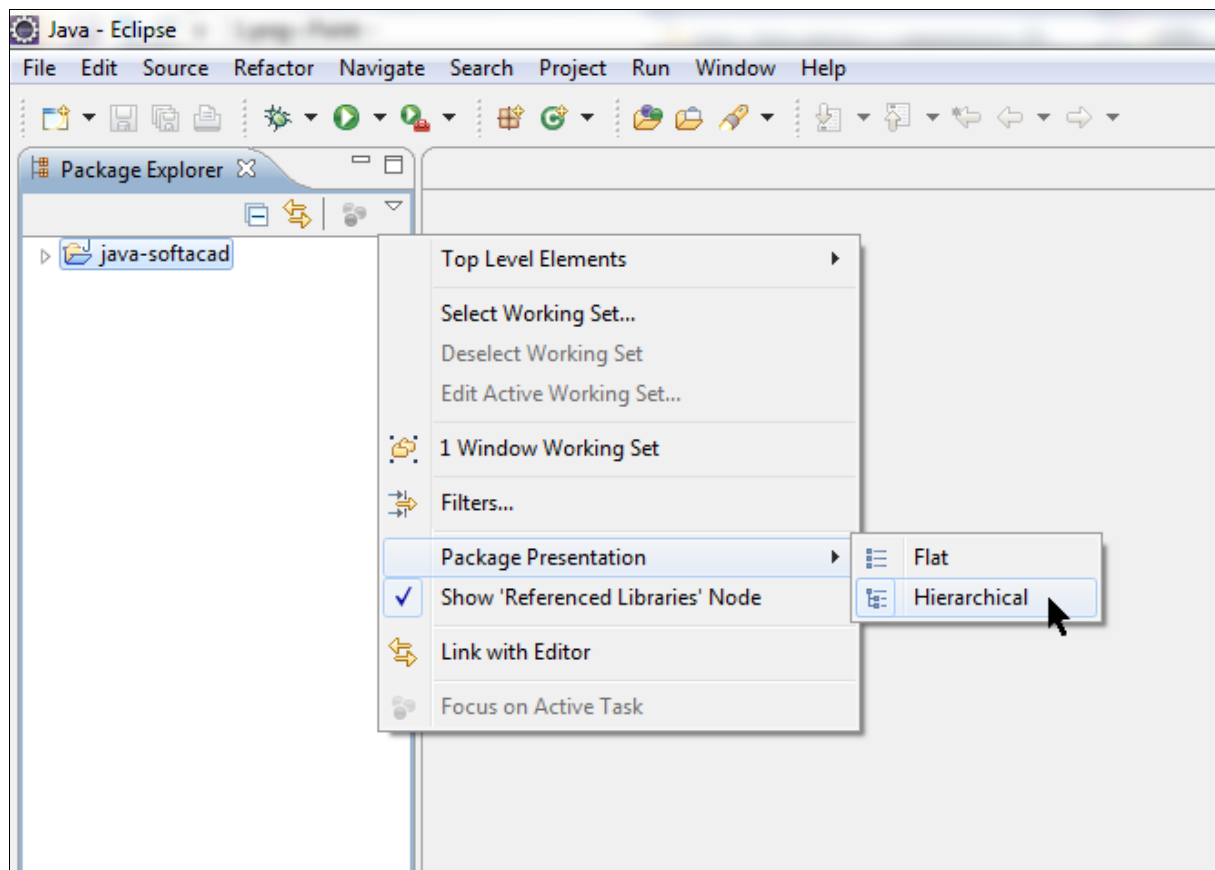 Java - Eclipse
File Edit Source Refactor Navigate Search Project Run Window Help
Package Explorer
java-softacad
Top Level Elements
Select Working Set...
Deselect Working Set
Edit Active Working Set...
1 Window Working Set
Filters...
Package Presentation
Flat
Show 'Referenced Libraries' Node
Hierarchical
Link with Editor
Focus on Active Task